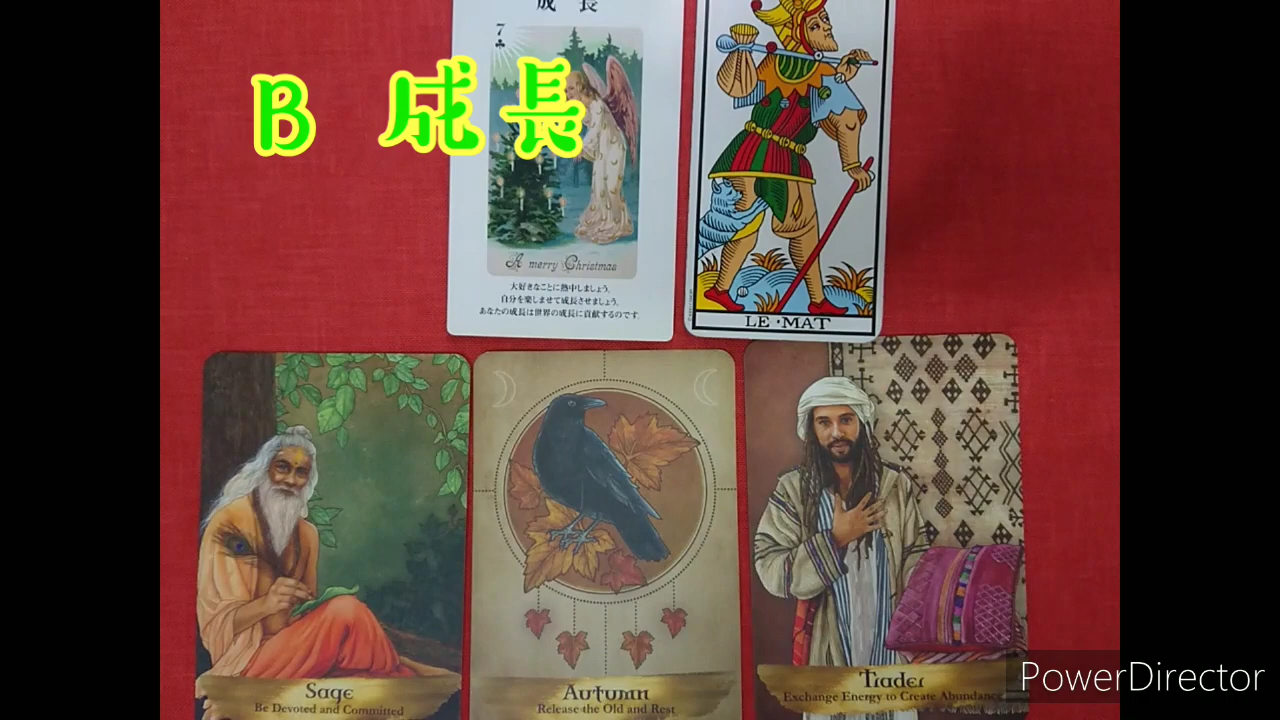 成長
7
B 成長
A merry Christmas
大好きなことに熱中しましょう。
自分を楽しませて成長させましょう。
あなたの成長は世界の成長に貢献するのです。
LE・MAT
Sage
Be Devoted and Committed
Autumn
Release the Old and Rest
Trader
Exchange Energy to Create Abundance
PowerDirector